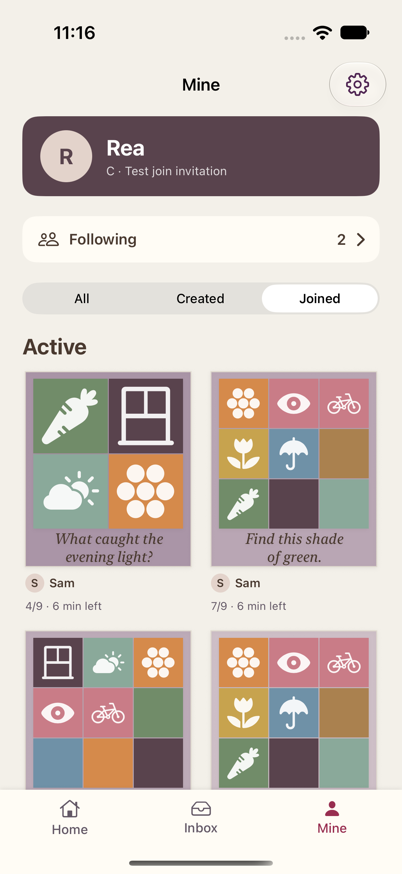 11:16
Mine
R
Rea
C · Test join invitation
Following
2
All
Created
Joined
Active
What caught the
evening light?
S
Sam
4/9 · 6 min left
Find this shade
of green.
S
Sam
7/9 · 6 min left
Home
Inbox
Mine